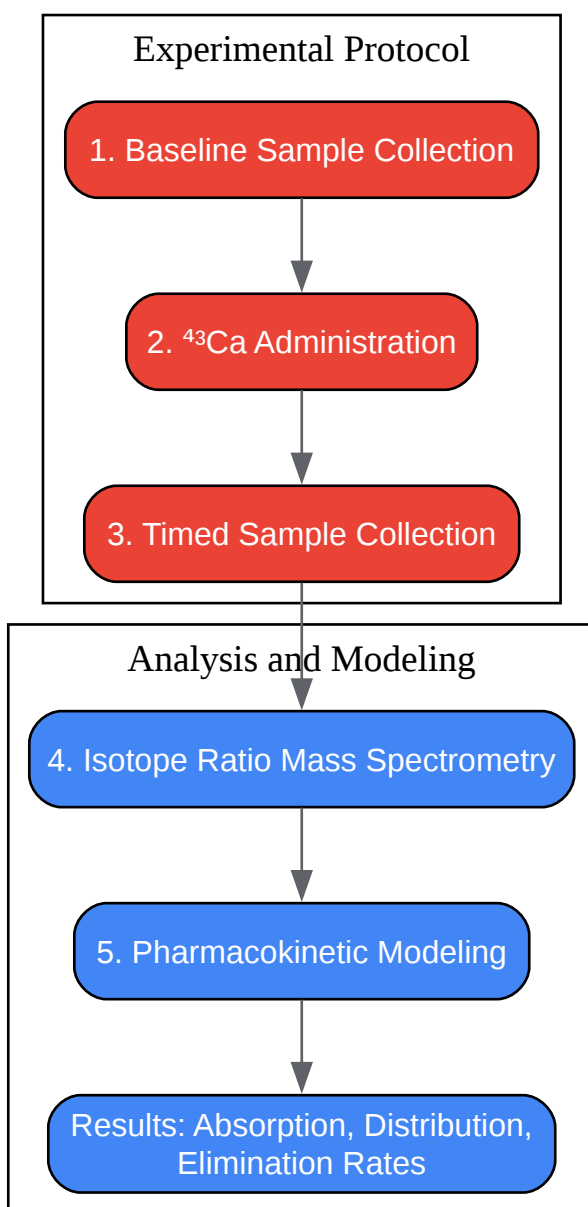 Experimental Protocol
1. Baseline Sample Collection
2. ⁴³Ca Administration
3. Timed Sample Collection
Analysis and Modeling
4. Isotope Ratio Mass Spectrometry
5. Pharmacokinetic Modeling
Results: Absorption, Distribution,
Elimination Rates